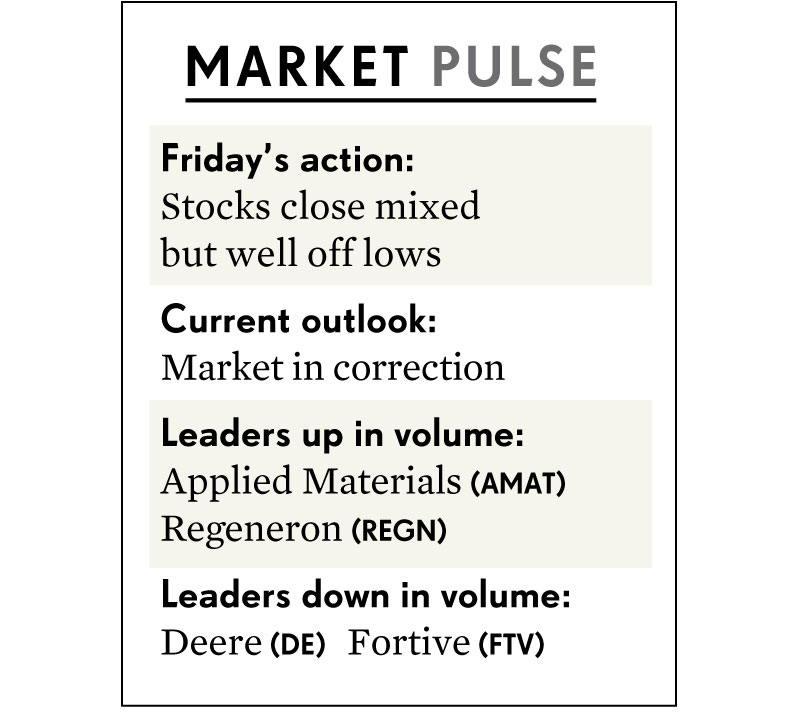 MARKET PULSE
Friday’s action:
Stocks close mixed
but well off lows
Current outlook:
Market in correction
Leaders up in volume:
Applied Materials (AMAT)
Regeneron (REGN)
Leaders down in volume:
Deere (DE) Fortive (FTV)